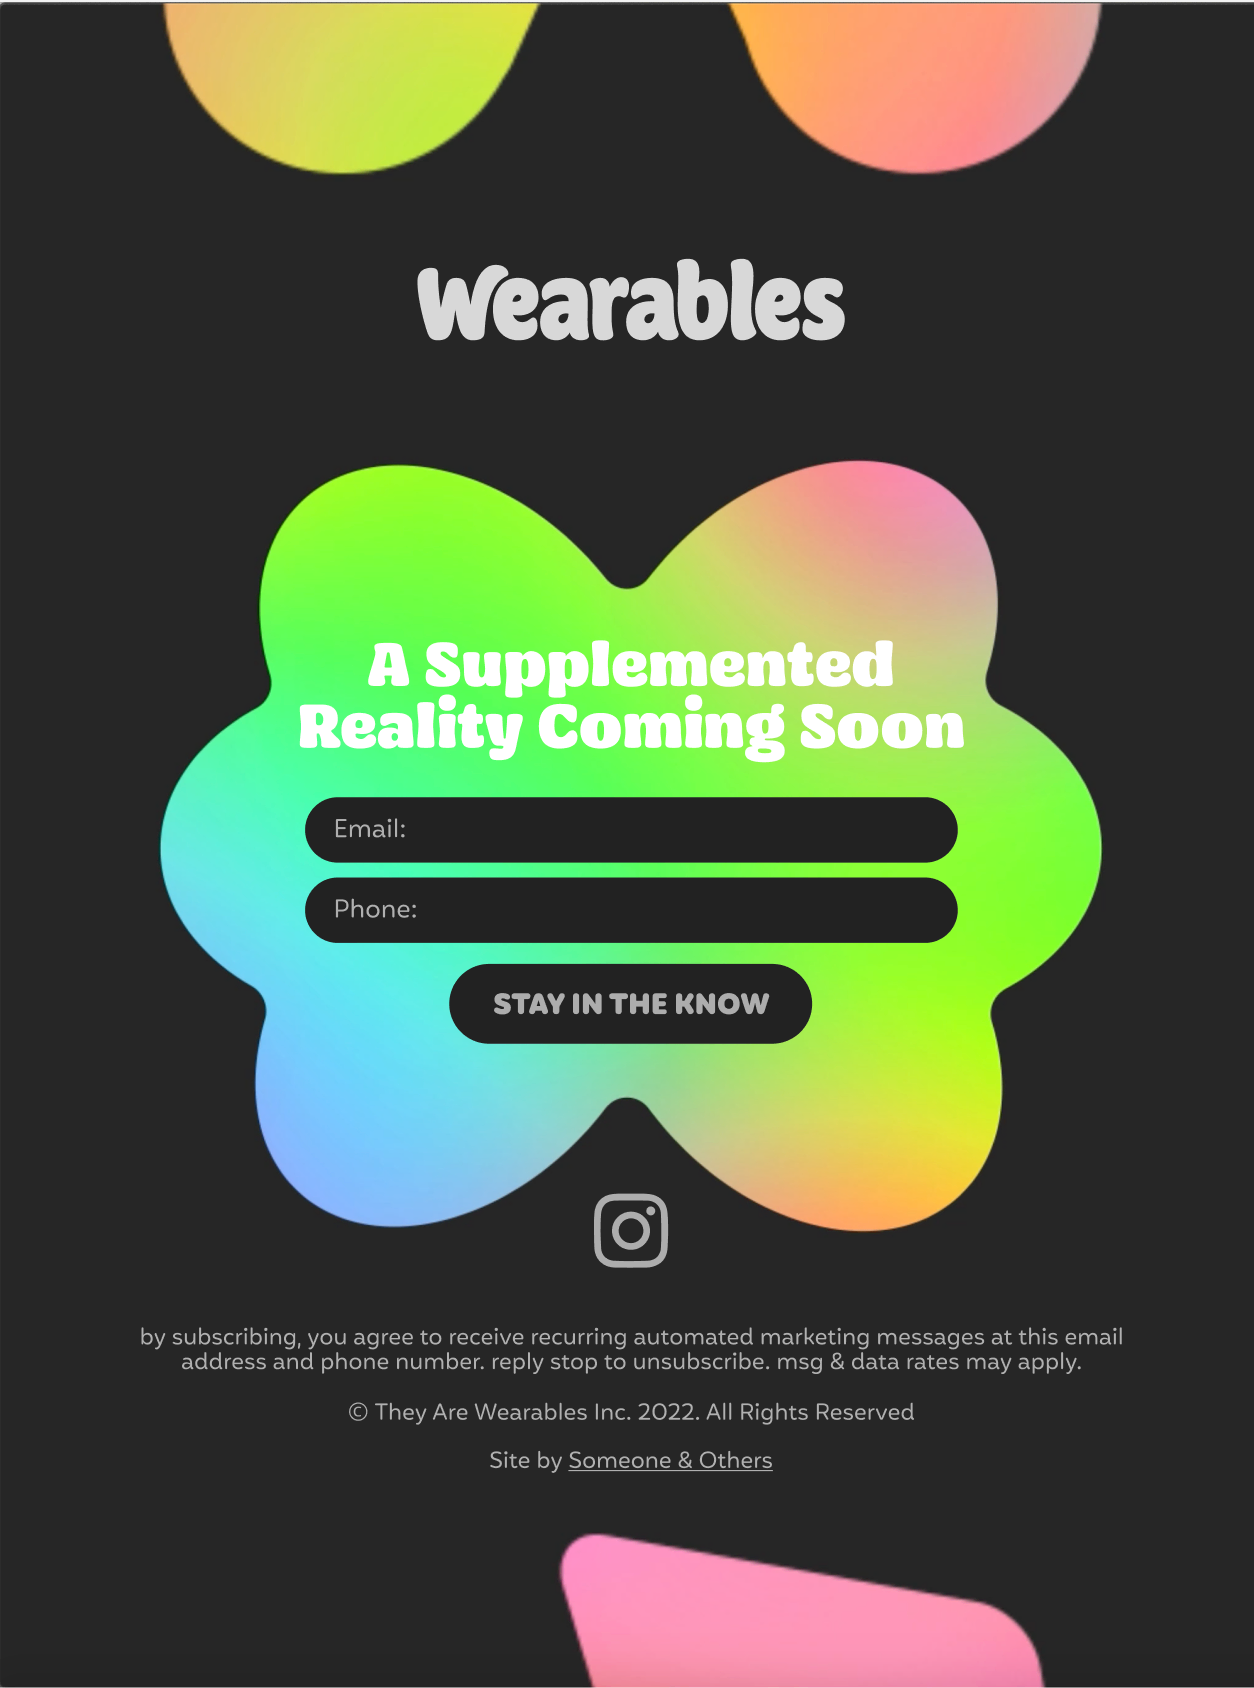 Wearables
A Supplemented
Reality Coming Soon
Email:
Phone:
STAY IN THE KNOW
by subscribing, you agree to receive recurring automated marketing messages at this email
address and phone number. reply stop to unsubscribe. msg & data rates may apply.
© They Are Wearables Inc. 2022. All Rights Reserved
Site by Someone & Others